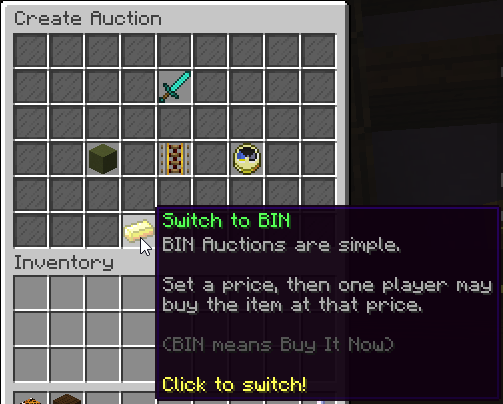 Create Auction
Switch to BIN
BIN Auctions are simple.
Set a price, then one player may
buy the item at that price.
(BIN means Buy It Now)
Click to switch!
Inventory